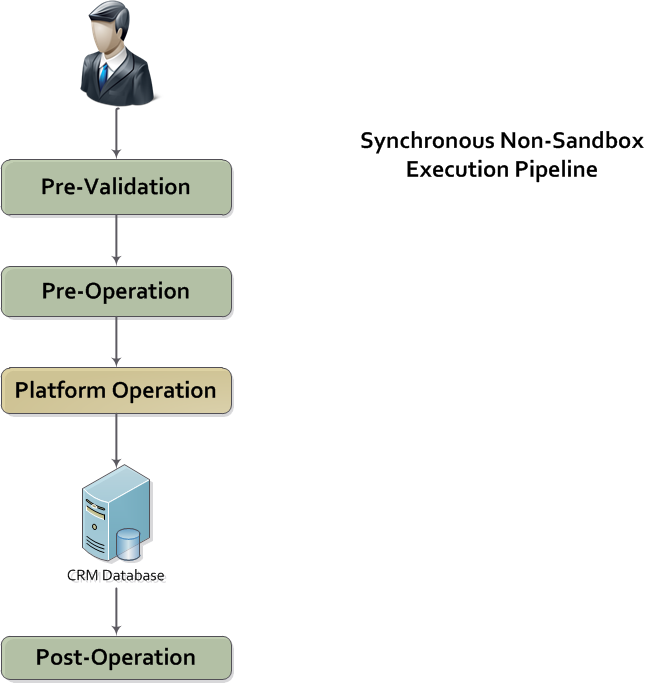 Synchronous Non-Sandbox
Execution Pipeline
Pre-Validation
Pre-Operation
Platform Operation
CRM Database
Post-Operation